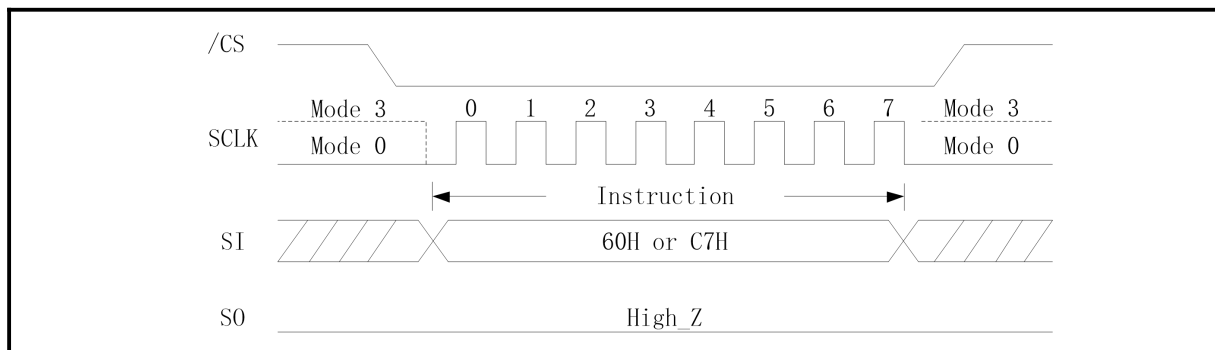 /CS
Mode 3 0 1 2 3 4 5 6 7 Mode 3
SCLK
Mode 0 Mode 0
Instruction
SI 60H or C7H
SO High_Z